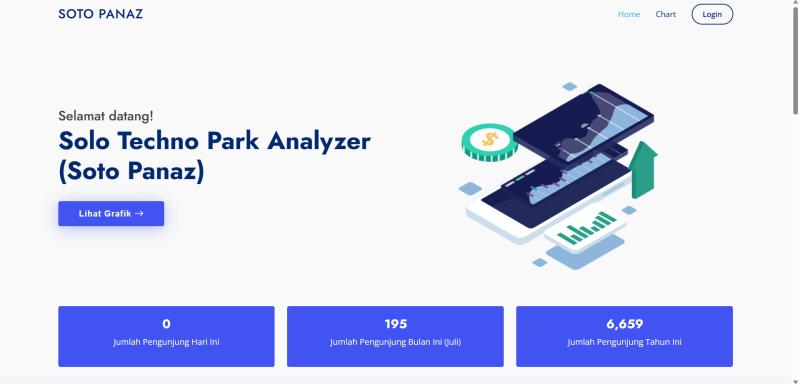 SOTO PANAZ
Home Chart Login
Selamat datang!
Solo Techno Park Analyzer
(Soto Panaz)
Lihat Grafik →
$
0
Jumlah Pengunjung Hari Ini
195
Jumlah Pengunjung Bulan Ini (Juli)
6,659
Jumlah Pengunjung Tahun Ini